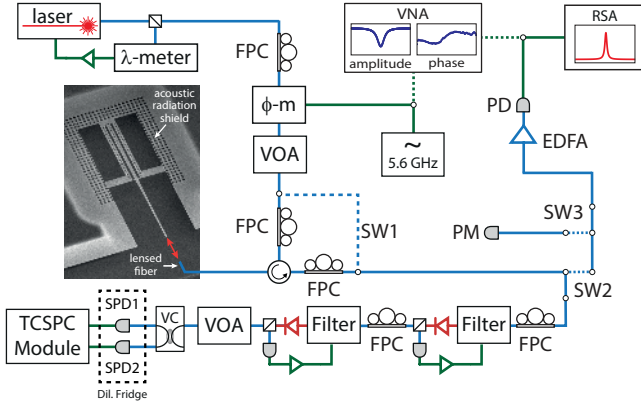 laser
λ-meter
FPC
VNA
amplitude
phase
RSA
acoustic
radiation
shield
ϕ-m
~
5.6 GHz
PD
EDFA
VOA
FPC
SW1
PM
SW3
lensed
fiber
FPC
SW2
SPD1
TCSPC
Module
VC
VOA
Filter
FPC
Filter
FPC
SPD2
Dil. Fridge